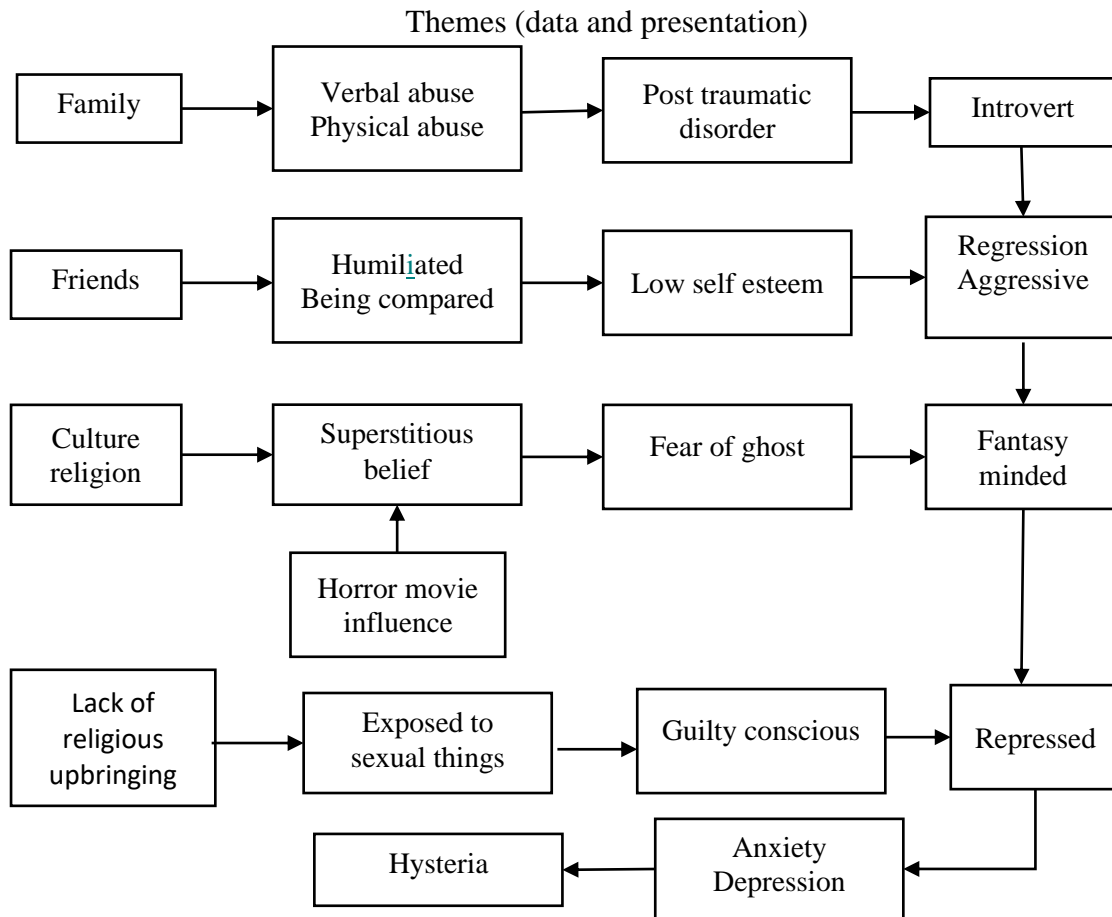 Themes (data and presentation)
Family
Verbal abuse
Physical abuse
Post traumatic
disorder
Introvert
Friends
Humiliated
Being compared
Low self esteem
Regression
Aggressive
Culture
religion
Superstitious
belief
Fear of ghost
Fantasy
minded
Horror movie
influence
Lack of
religious
upbringing
Exposed to
sexual things
Guilty conscious
Repressed
Hysteria
Anxiety
Depression